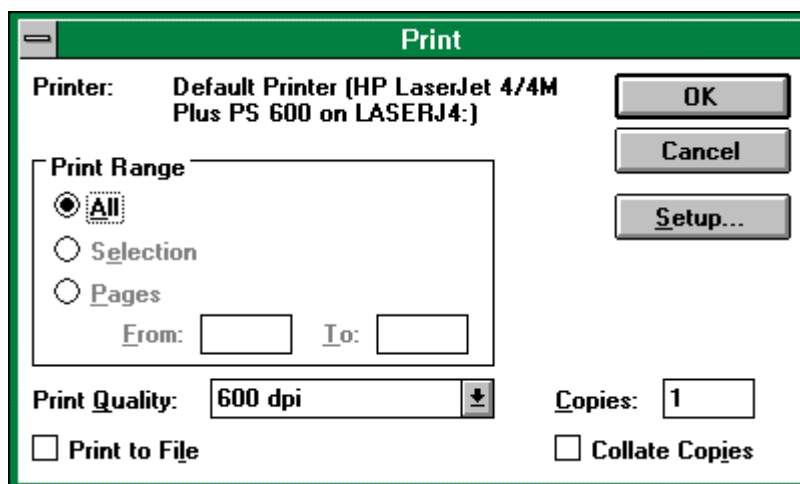 Print
Printer: Default Printer (HP LaserJet 4/4M
Plus PS 600 on LASERJ4:)
OK
Cancel
Setup...
Print Range
All
Selection
Pages
From: To:
Print Quality: 600 dpi
Copies: 1
Print to File
Collate Copies